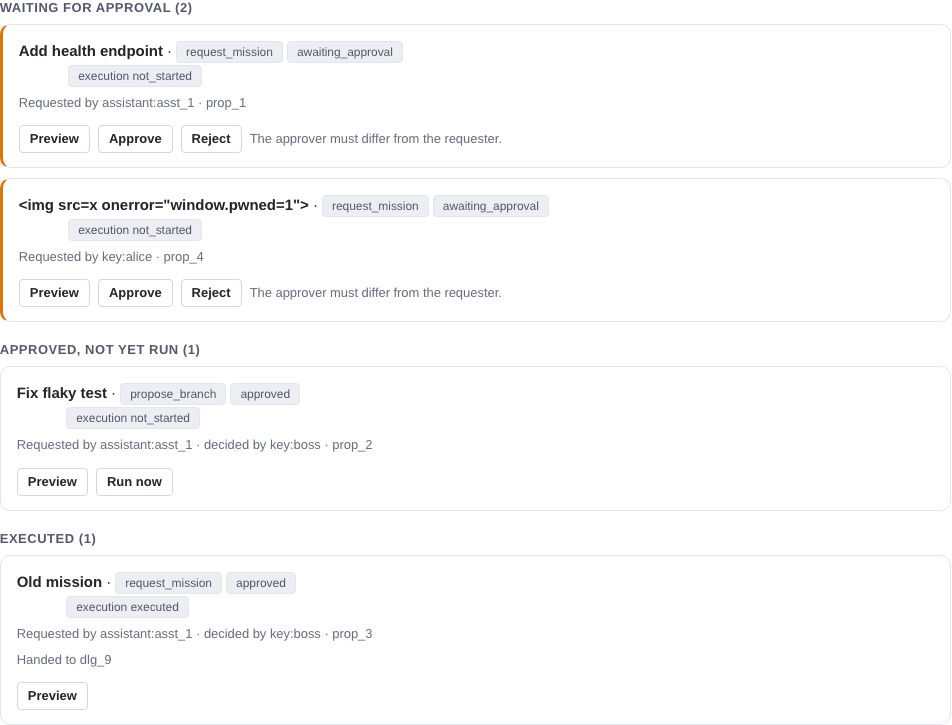 WAITING FOR APPROVAL (2)
Add health endpoint · request_mission awaiting_approval
execution not_started
Requested by assistant:asst_1 · prop_1
Preview Approve Reject The approver must differ from the requester.
<img src=x onerror="window.pwned=1"> · request_mission awaiting_approval
execution not_started
Requested by key:alice · prop_4
Preview Approve Reject The approver must differ from the requester.
APPROVED, NOT YET RUN (1)
Fix flaky test · propose_branch approved
execution not_started
Requested by assistant:asst_1 · decided by key:boss · prop_2
Preview Run now
EXECUTED (1)
Old mission · request_mission approved
execution executed
Requested by assistant:asst_1 · decided by key:boss · prop_3
Handed to dlg_9
Preview